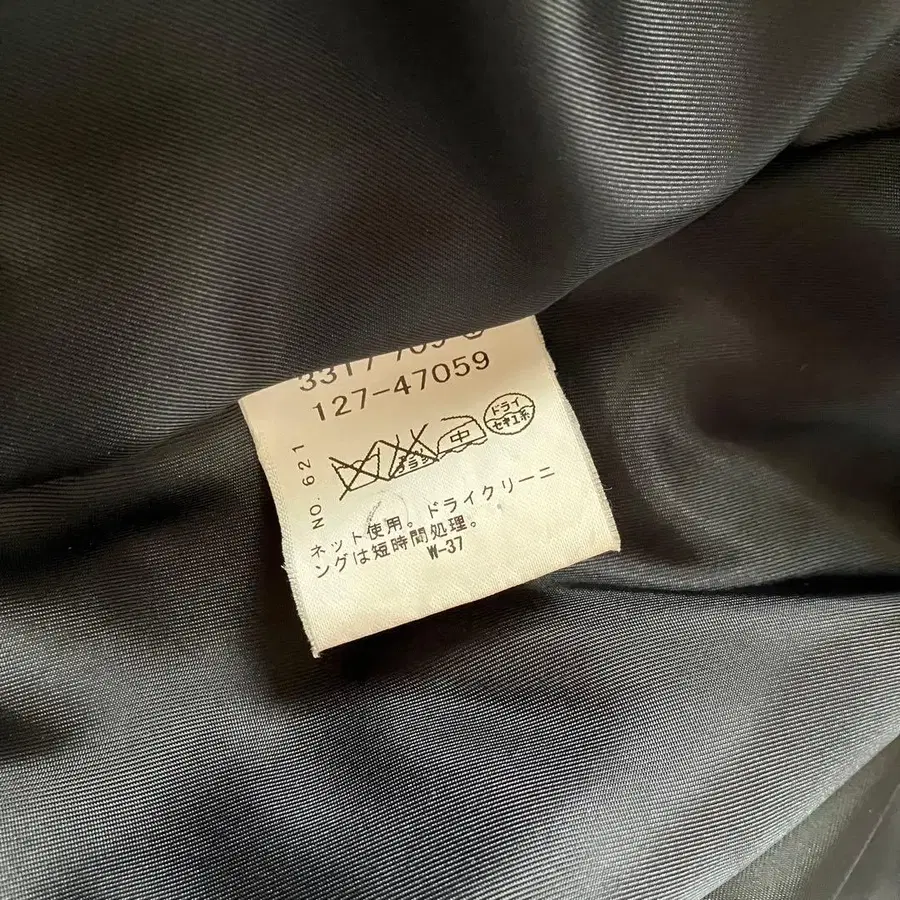 127-47059
NO. 621
中
ドライ
セキユ系
ネット使用。ドライクリーニ
ングは短時間処理。
W-37